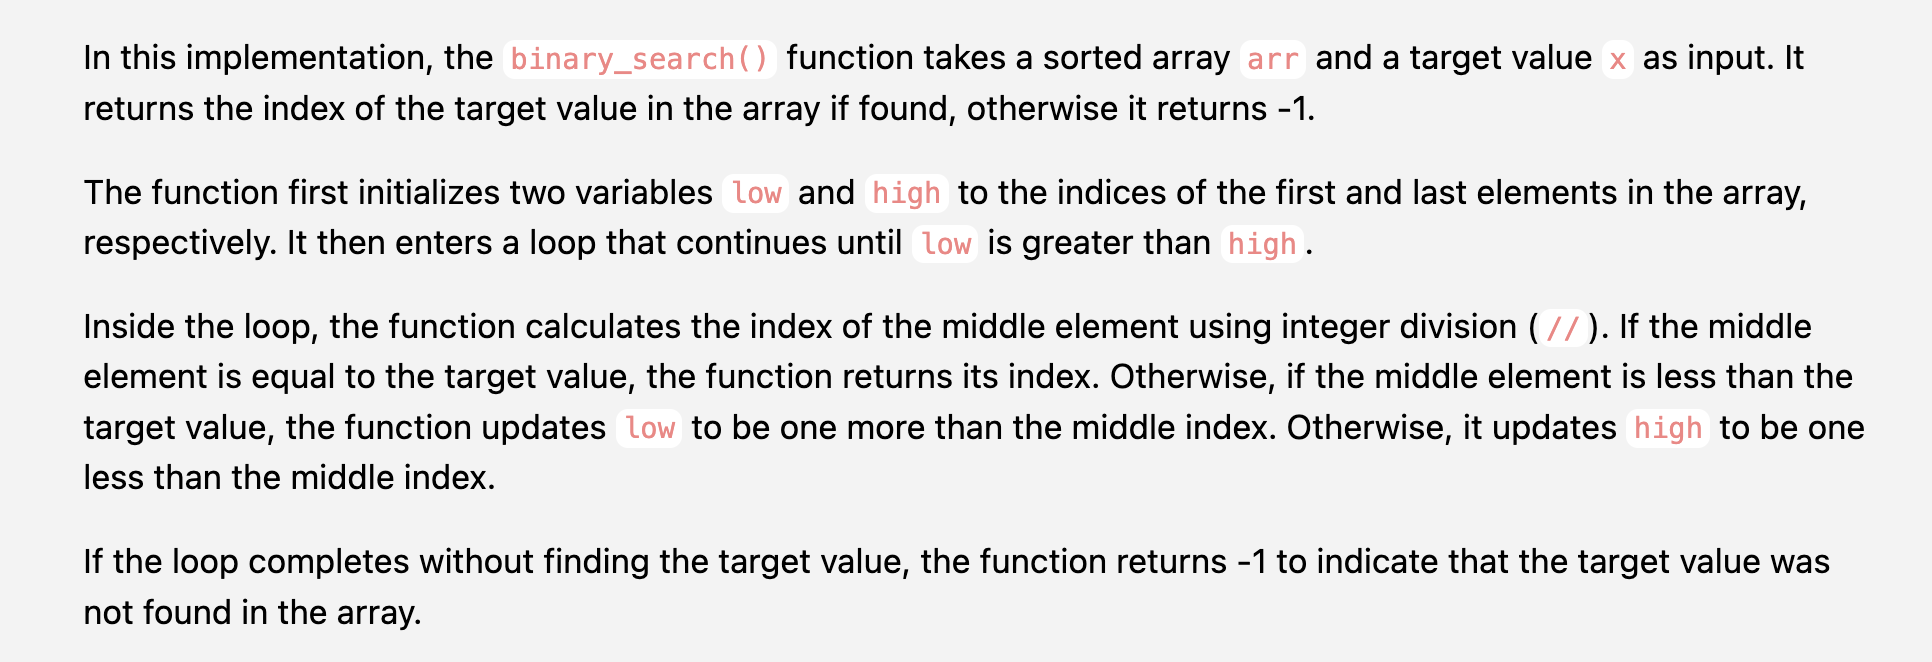 In this implementation, the binary_search() function takes a sorted array arr and a target value x as input. It
returns the index of the target value in the array if found, otherwise it returns -1.
The function first initializes two variables low and high to the indices of the first and last elements in the array,
respectively. It then enters a loop that continues until low is greater than high.
Inside the loop, the function calculates the index of the middle element using integer division (//). If the middle
element is equal to the target value, the function returns its index. Otherwise, if the middle element is less than the
target value, the function updates low to be one more than the middle index. Otherwise, it updates high to be one
less than the middle index.
If the loop completes without finding the target value, the function returns -1 to indicate that the target value was
not found in the array.